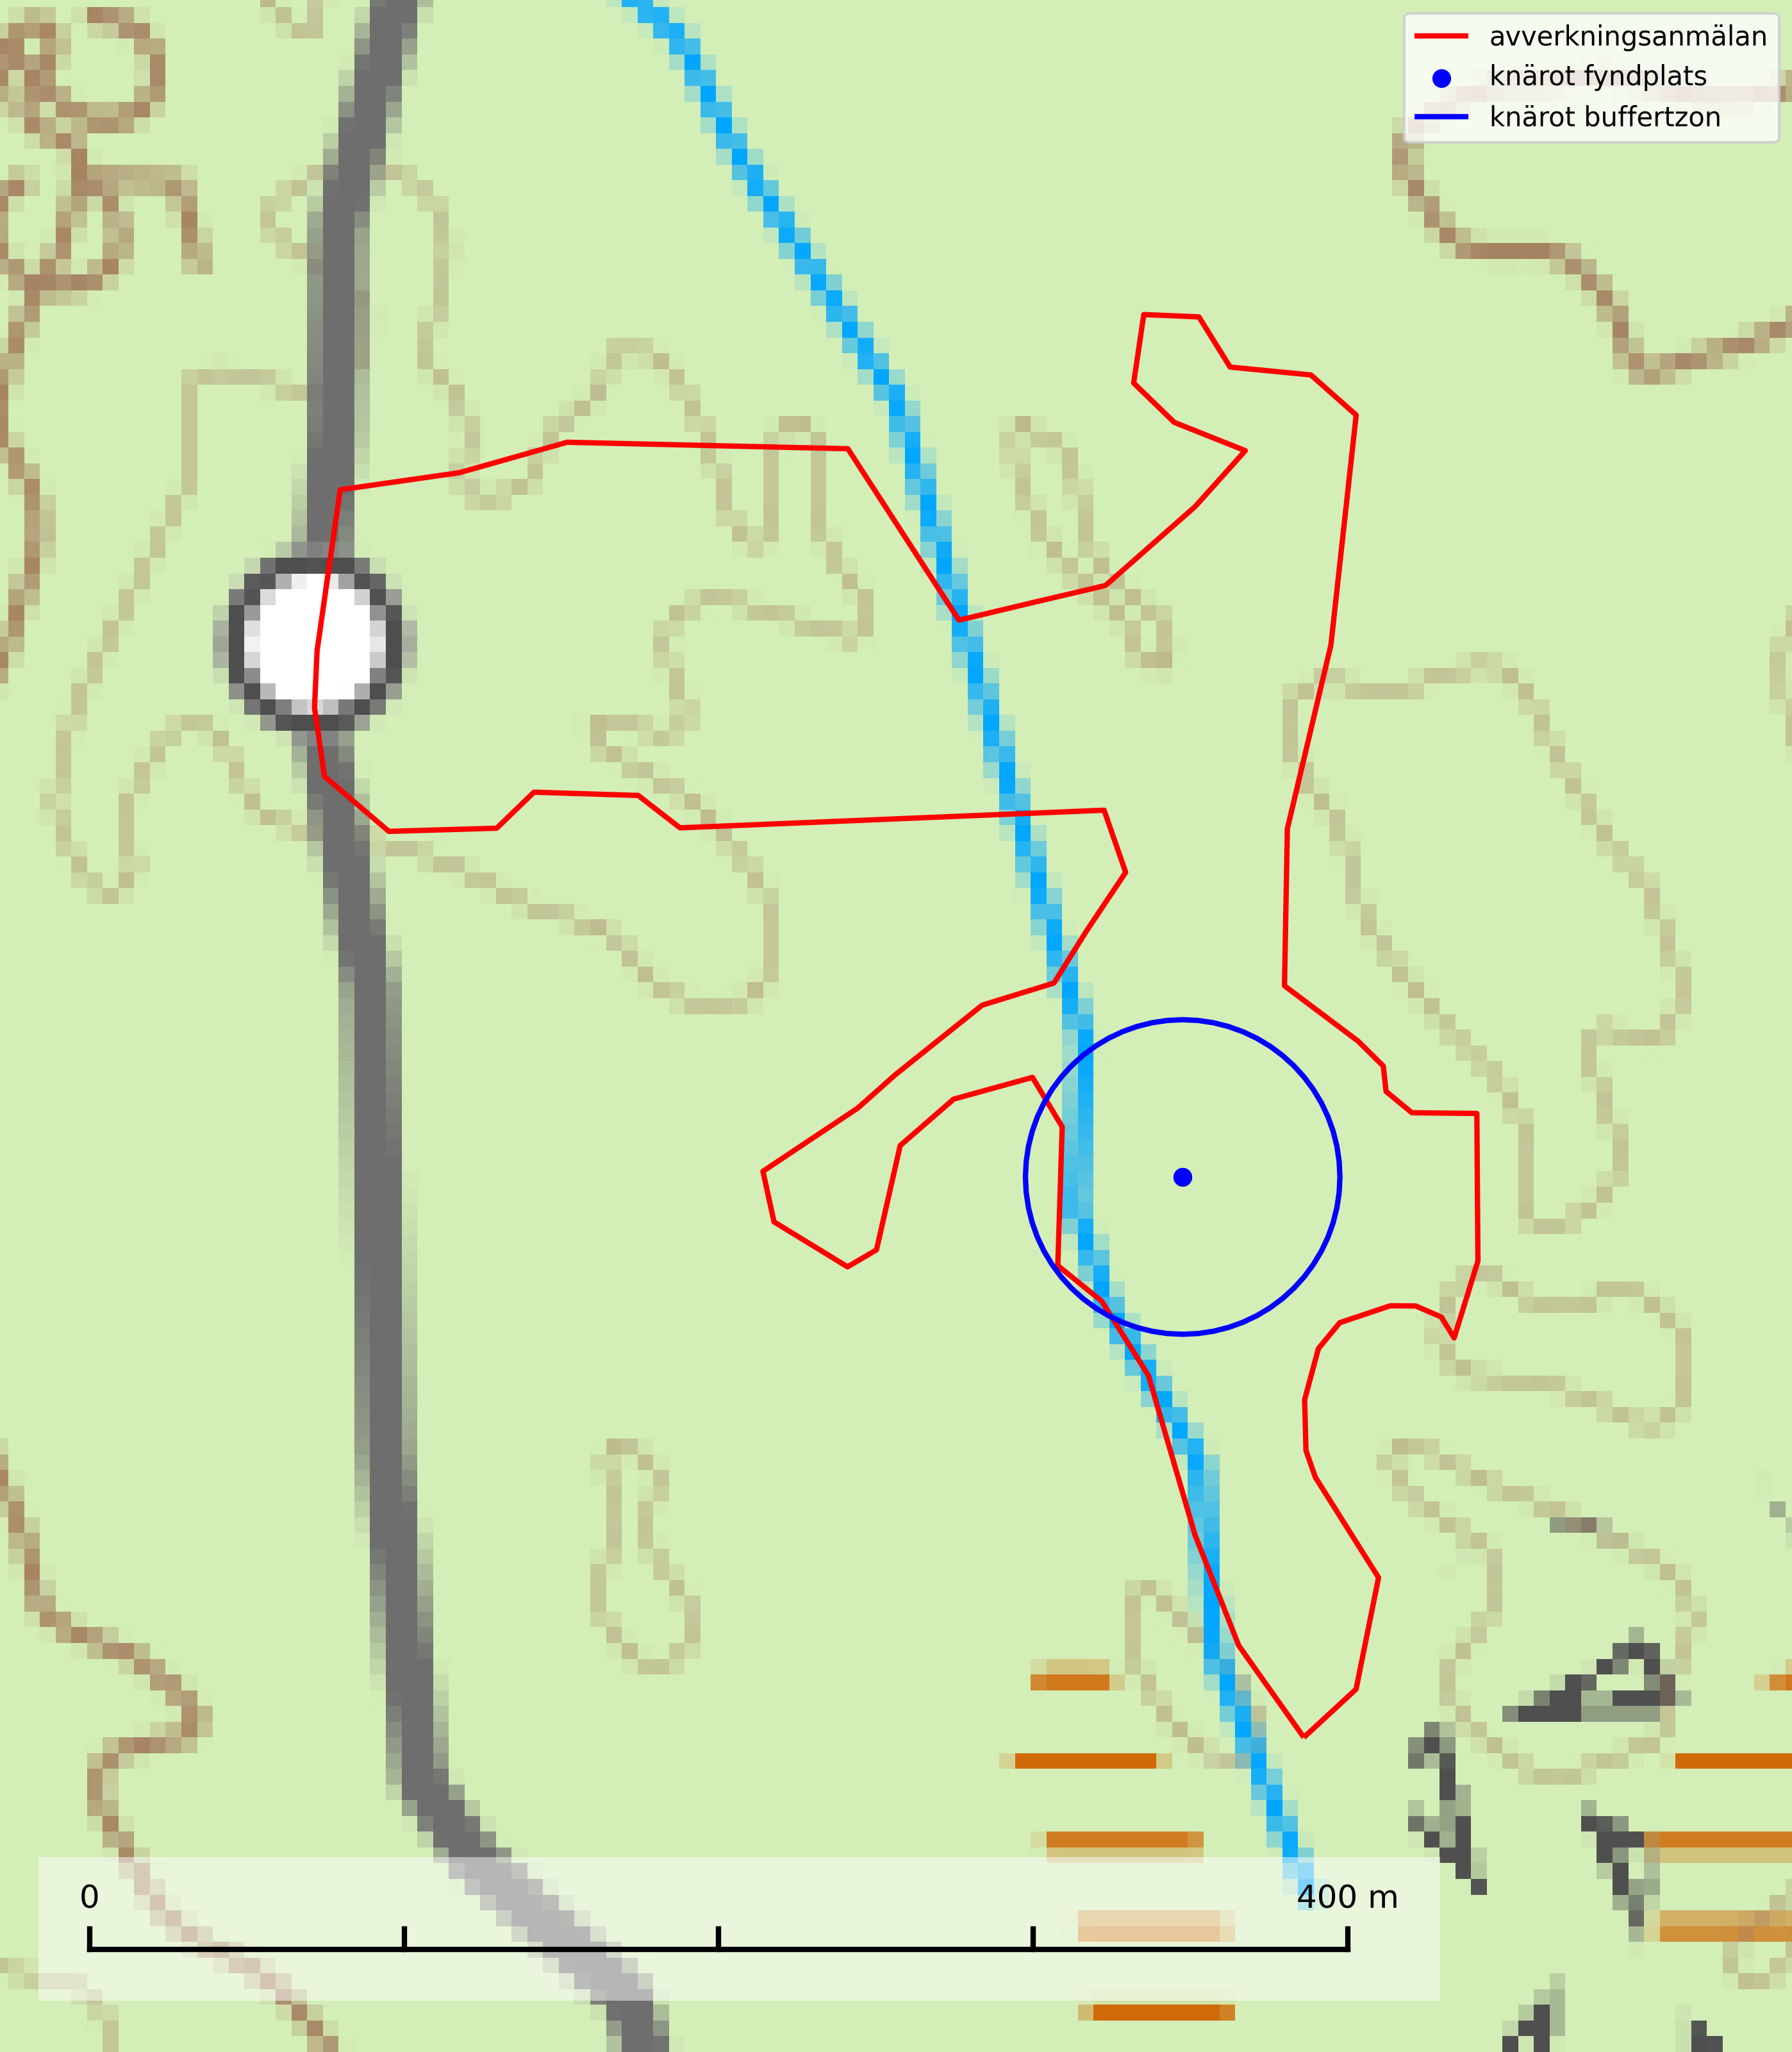 avverkningsanmälan
knärot fyndplats
knärot buffertzon
0 400 m